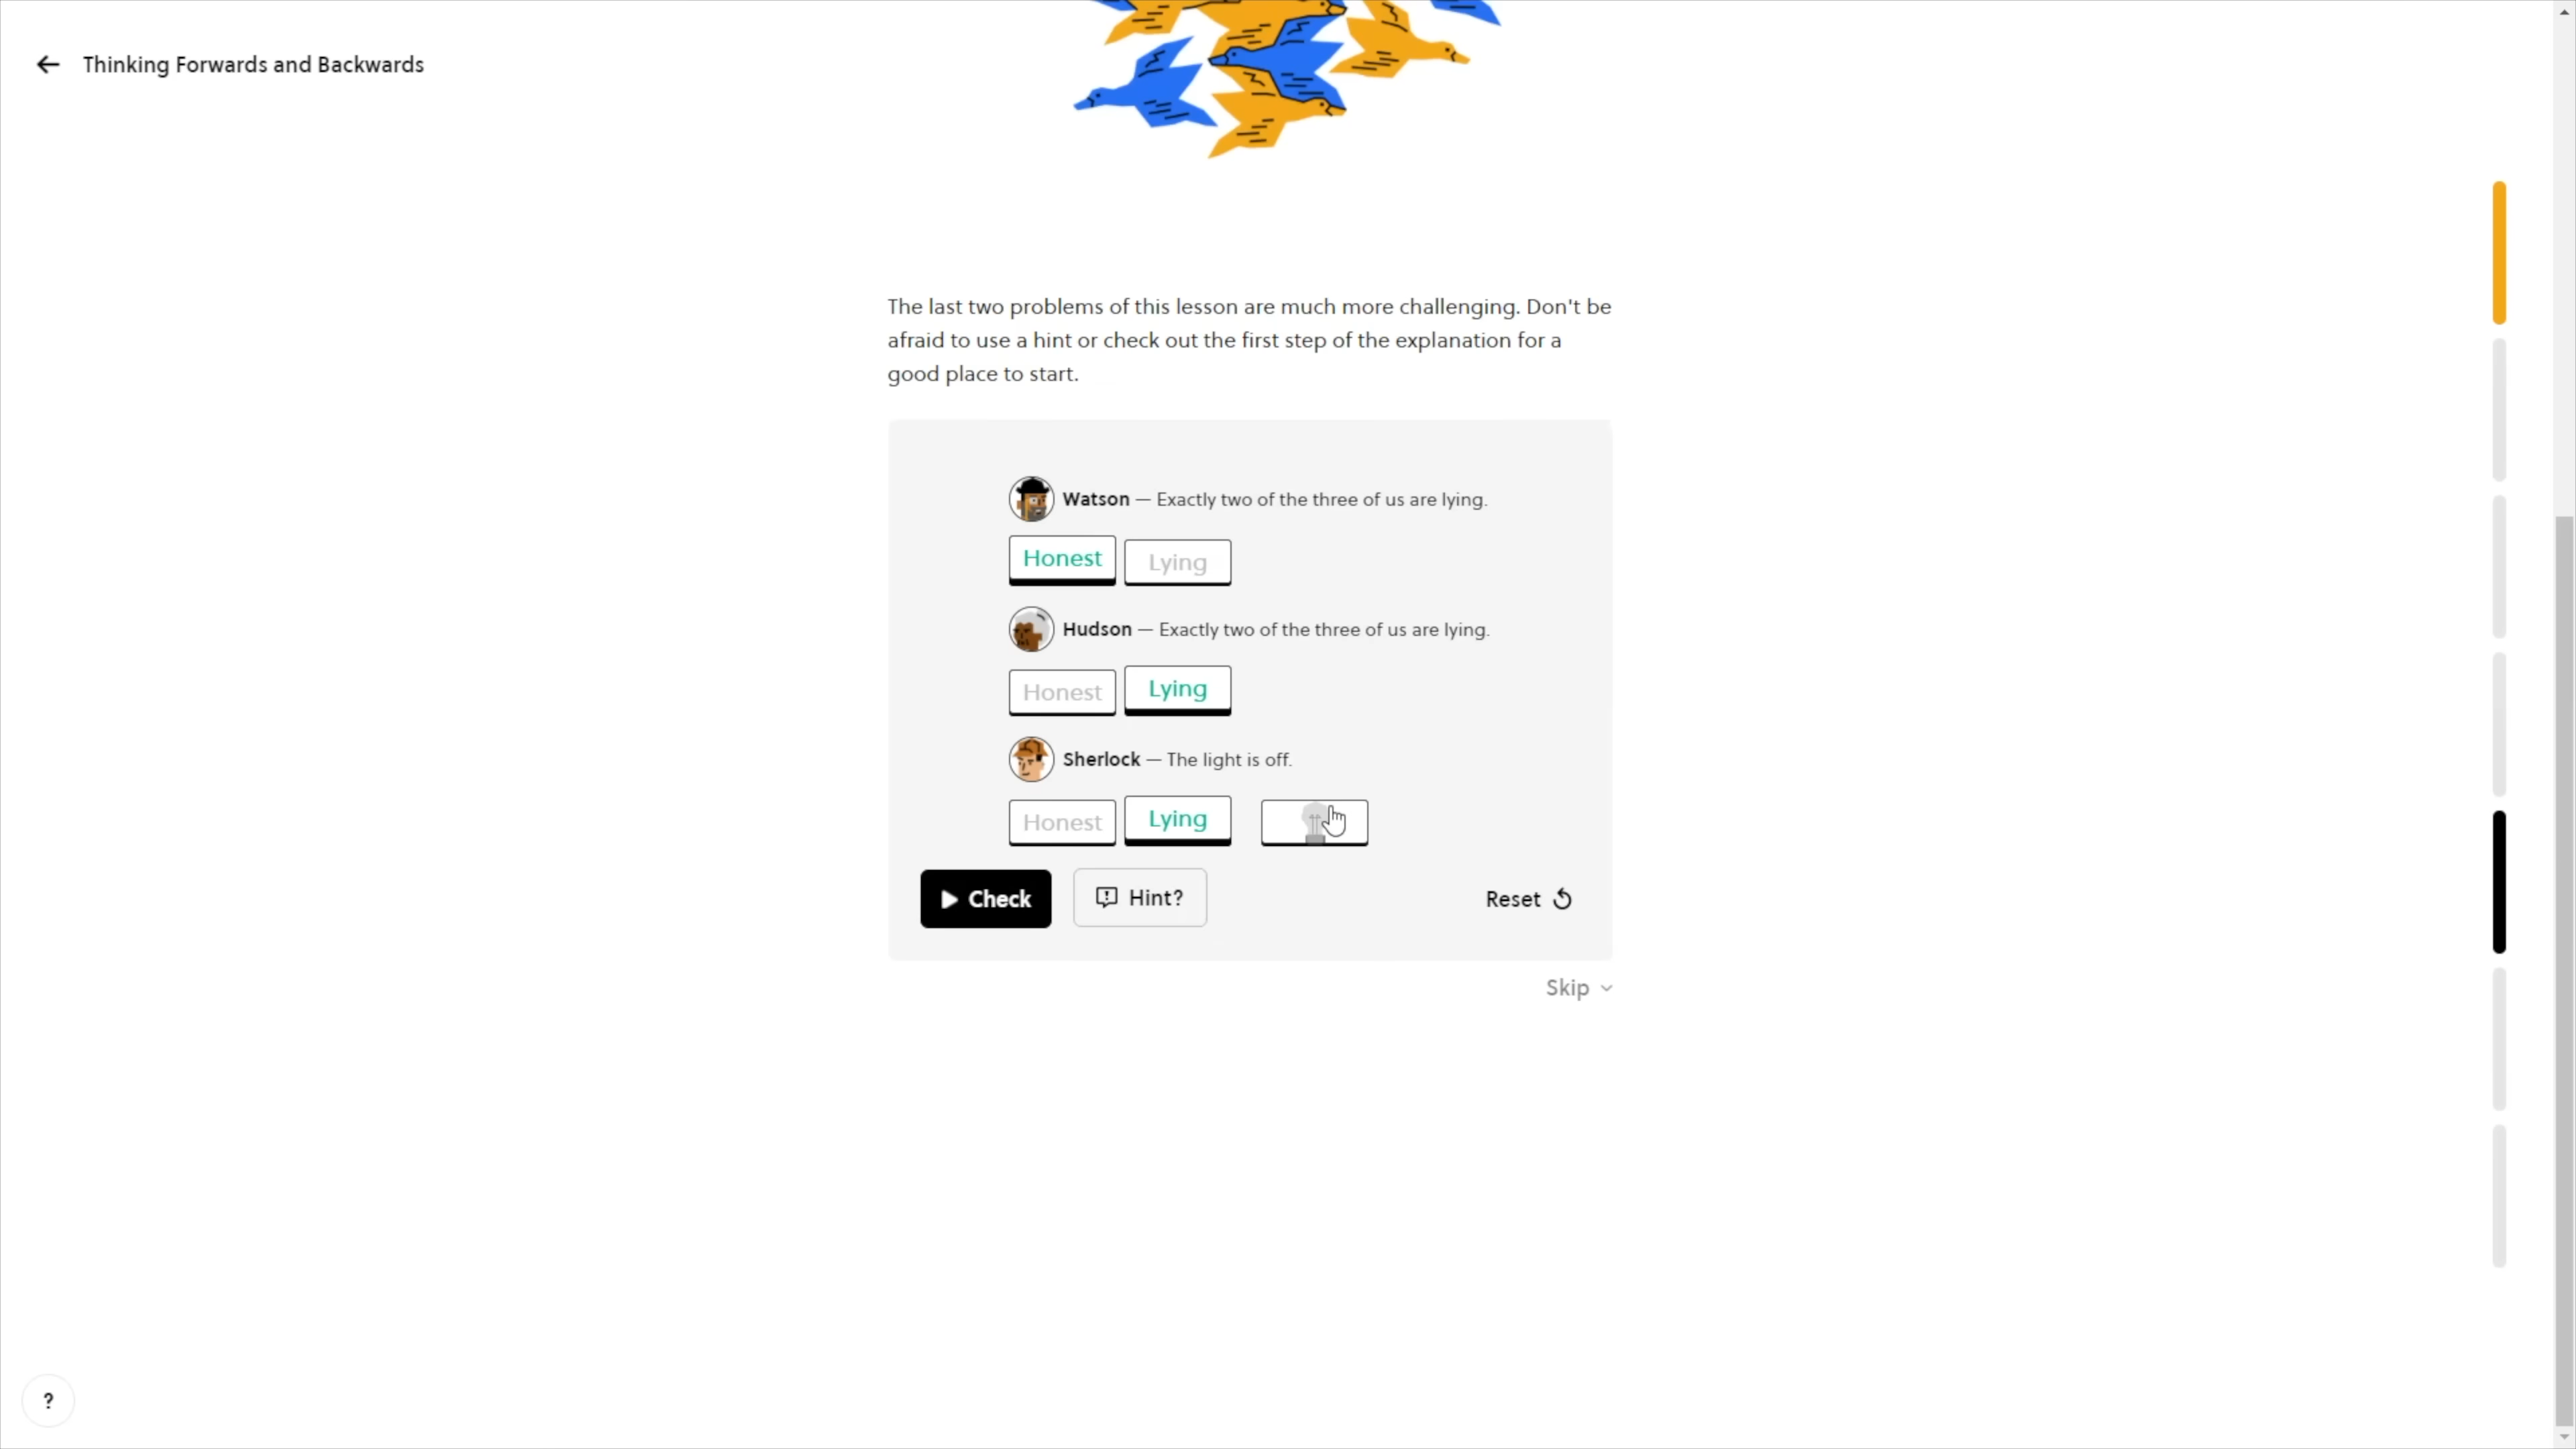 Thinking Forwards and Backwards
The last two problems of this lesson are much more challenging. Don't be
afraid to use a hint or check out the first step of the explanation for a
good place to start.
Watson — Exactly two of the three of us are lying.
Honest Lying
Hudson — Exactly two of the three of us are lying.
Honest Lying
Sherlock — The light is off.
Honest Lying
Check Hint? Reset
Skip
?